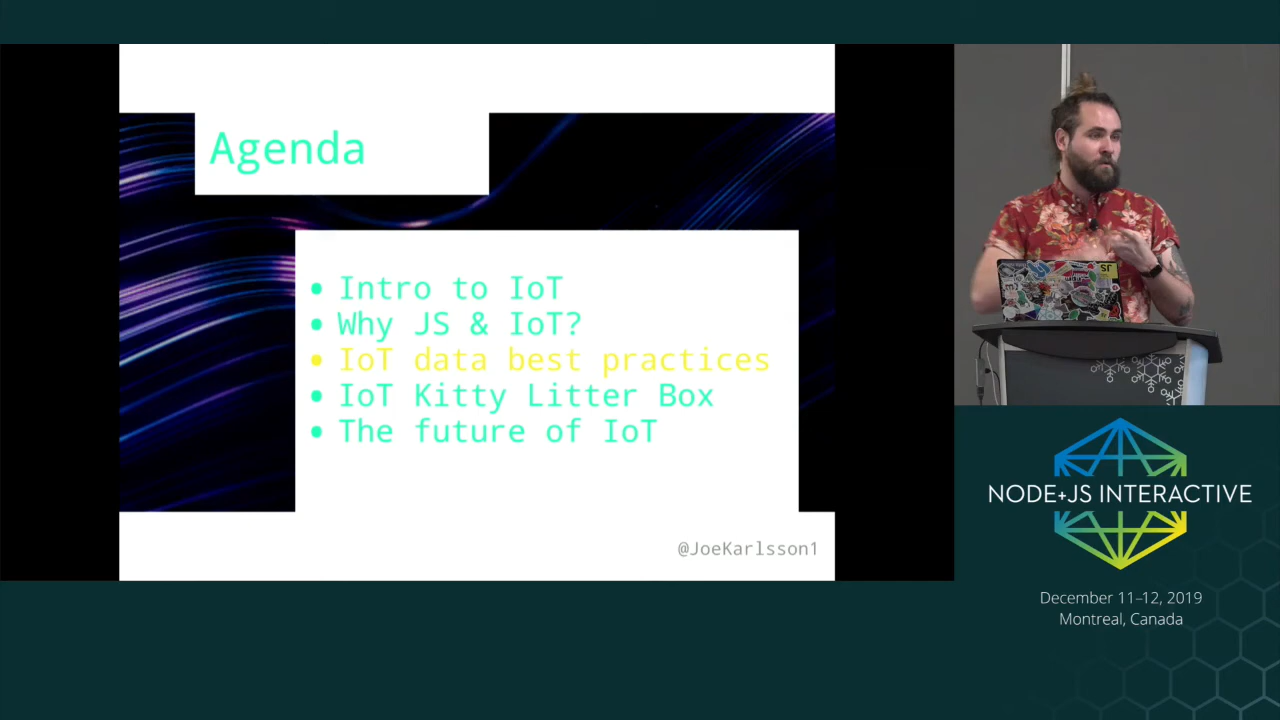 Agenda
• Intro to IoT
• Why JS & IoT?
• IoT data best practices
• IoT Kitty Litter Box
• The future of IoT
@JoeKarlsson1
JS
NODE+JS INTERACTIVE
December 11–12, 2019
Montreal, Canada